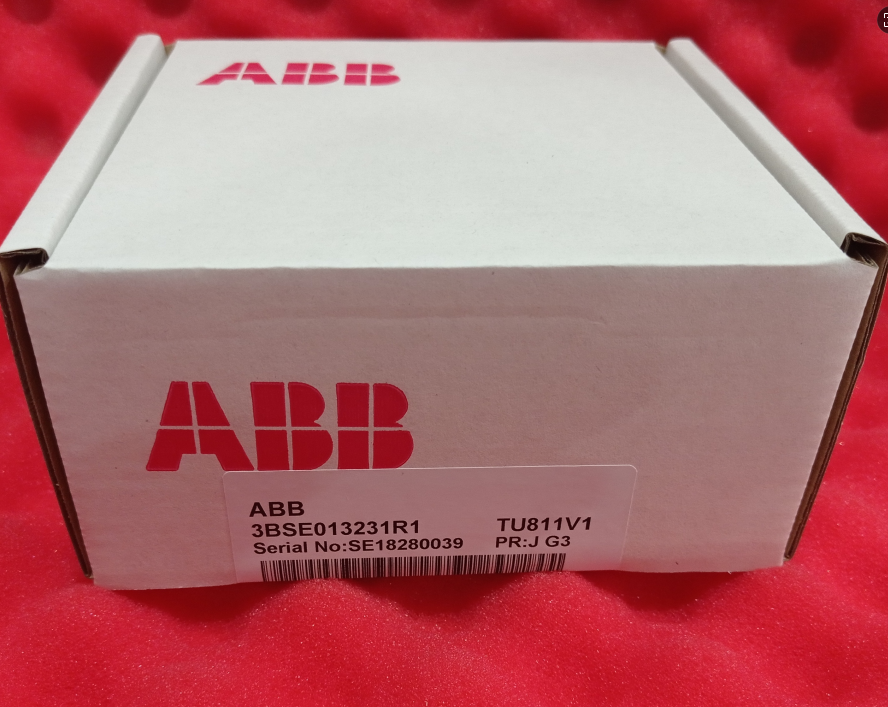 ABB
ABB
ABB
3BSE013231R1 TU811V1
Serial No:SE18280039 PR:J G3